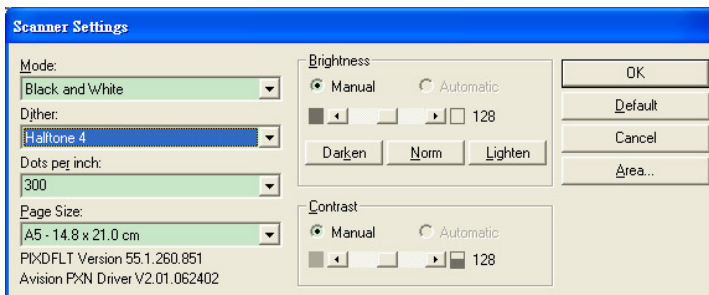 Scanner Settings
Mode:
Black and White
Dither:
Halftone 4
Dots per inch:
300
Page Size:
A5 - 14.8 x 21.0 cm
PIXDFLT Version 55.1.260.851
Avision PXN Driver V2.01.062402
Brightness
Manual Automatic
128
Darken Norm Lighten
Contrast
Manual Automatic
128
OK
Default
Cancel
Area...